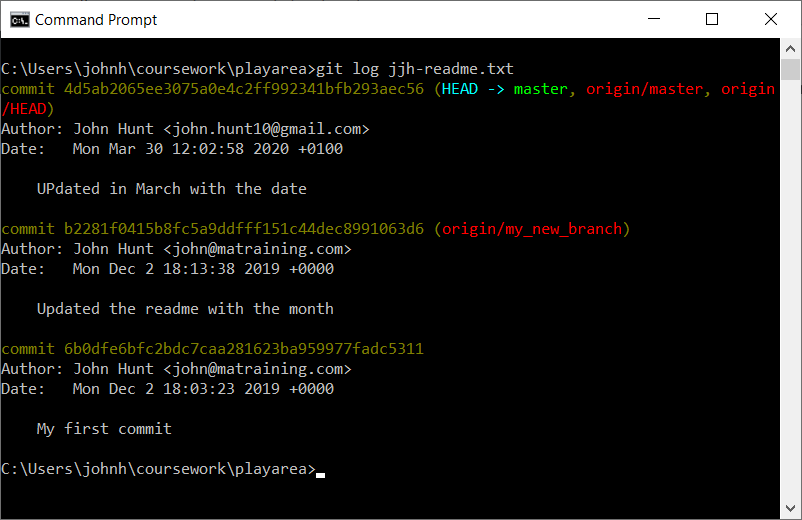 Command Prompt
C:\Users\johnh\coursework\playarea>git log jjh-readme.txt
commit 4d5ab2065ee3075a0e4c2ff992341bfb293aec56 (HEAD -> master, origin/master, origin
/HEAD)
Author: John Hunt <john.hunt10@gmail.com>
Date:   Mon Mar 30 12:02:58 2020 +0100
    UPdated in March with the date
commit b2281f0415b8fc5a9ddfff151c44dec8991063d6 (origin/my_new_branch)
Author: John Hunt <john@matraining.com>
Date:   Mon Dec 2 18:13:38 2019 +0000
    Updated the readme with the month
commit 6b0dfe6bfc2bdc7caa281623ba959977fadc5311
Author: John Hunt <john@matraining.com>
Date:   Mon Dec 2 18:03:23 2019 +0000
    My first commit
C:\Users\johnh\coursework\playarea>